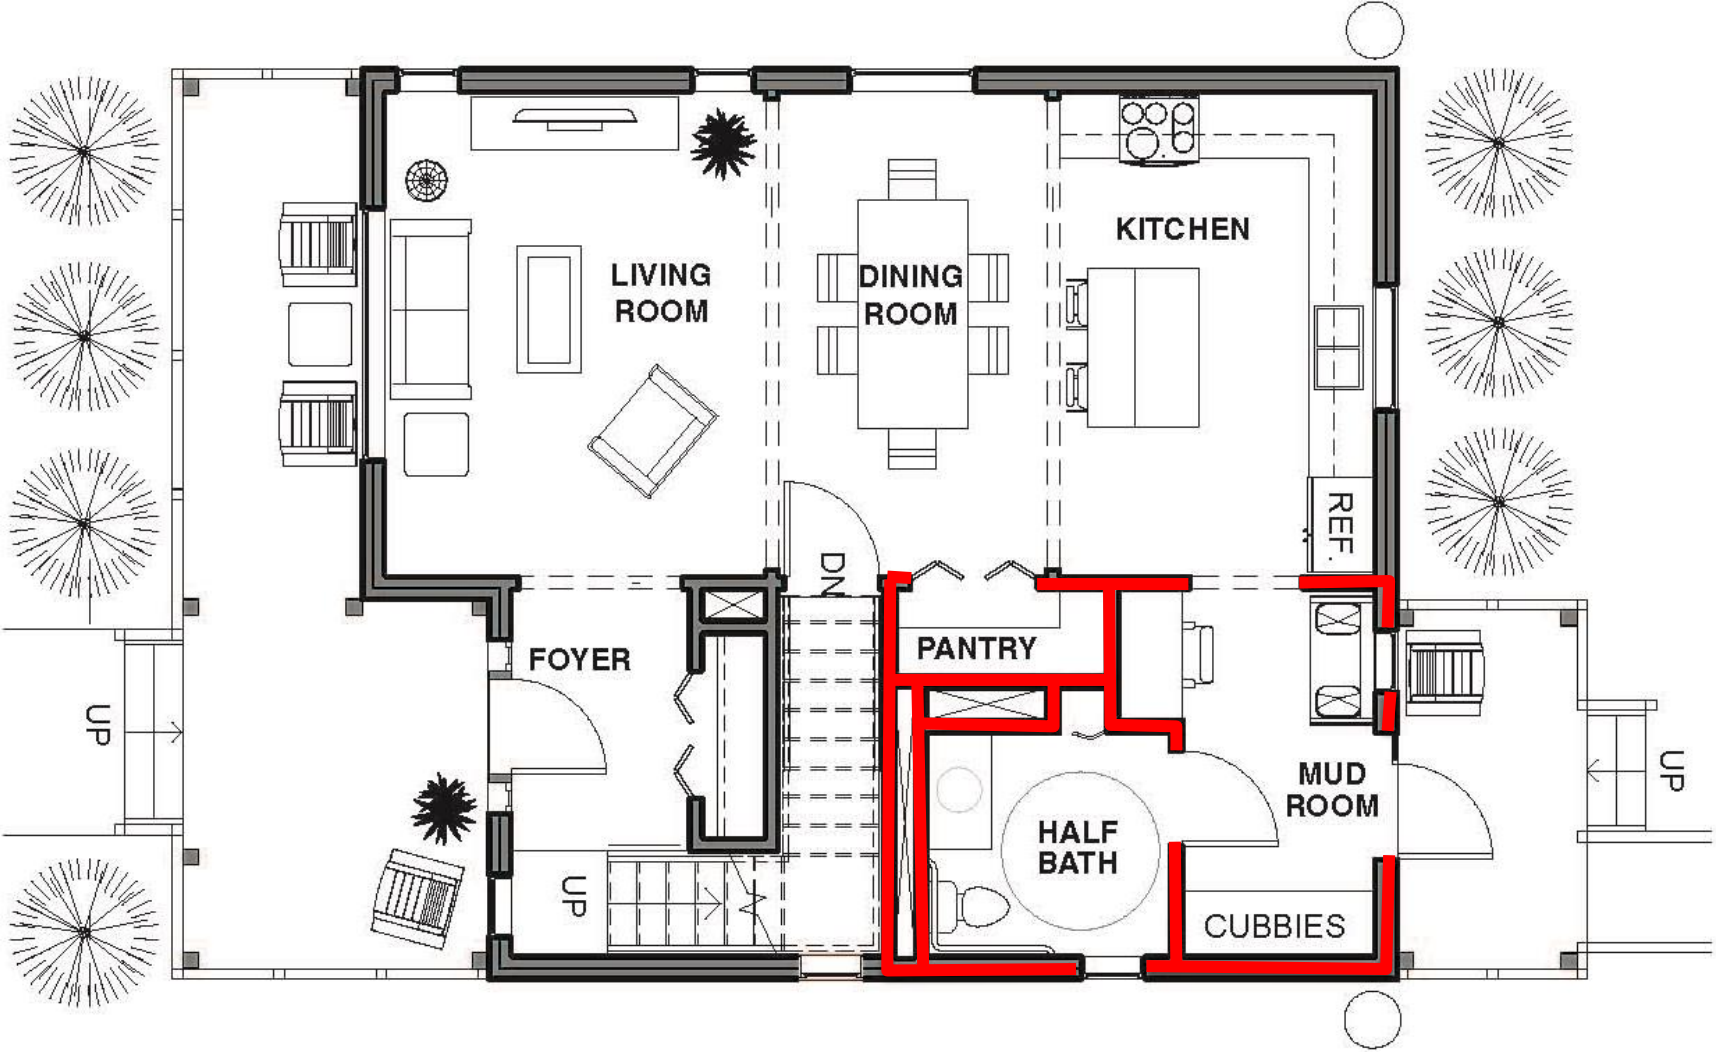 KITCHEN
LIVING
ROOM
DINING
ROOM
REF.
DN
FOYER
PANTRY
UP
UP
MUD
ROOM
HALF
BATH
UP
CUBBIES